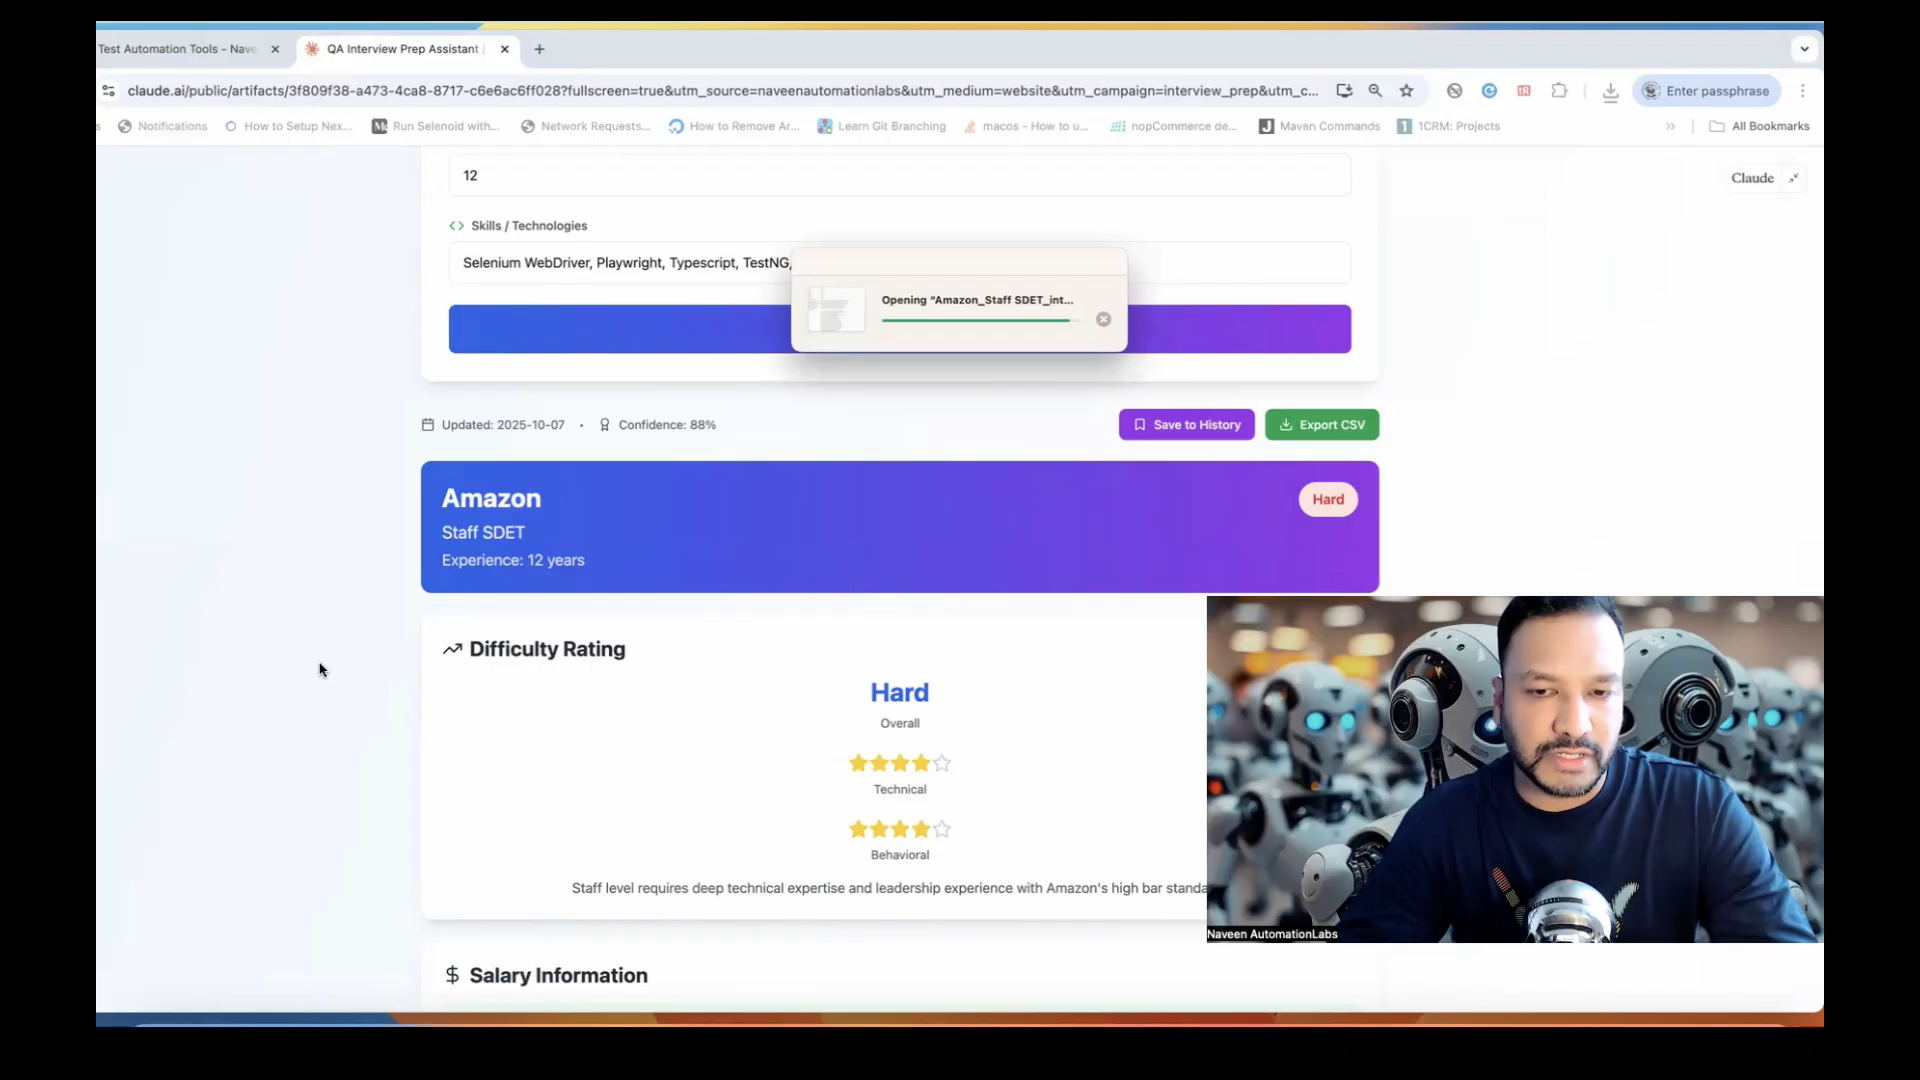 Test Automation Tools - Nave
QA Interview Prep Assistant
claude.ai/public/artifacts/3f809f38-a473-4ca8-8717-c6e6ac6ff028?fullscreen=true&utm_source=naveenautomationlabs&utm_medium=website&utm_campaign=interview_prep&utm_c...
Enter passphrase
s
Notifications
How to Setup Nex...
Run Selenoid with...
Network Requests...
How to Remove Ar...
Learn Git Branching
macos - How to u...
nopCommerce de...
Maven Commands
1CRM: Projects
All Bookmarks
12
Claude
Skills / Technologies
Selenium WebDriver, Playwright, Typescript, TestNG,
Opening “Amazon_Staff SDET_int...
Updated: 2025-10-07 • Confidence: 88%
Save to History
Export CSV
Amazon
Hard
Staff SDET
Experience: 12 years
Difficulty Rating
Hard
Overall
Technical
Behavioral
Staff level requires deep technical expertise and leadership experience with Amazon's high bar standa
Naveen AutomationLabs
Salary Information